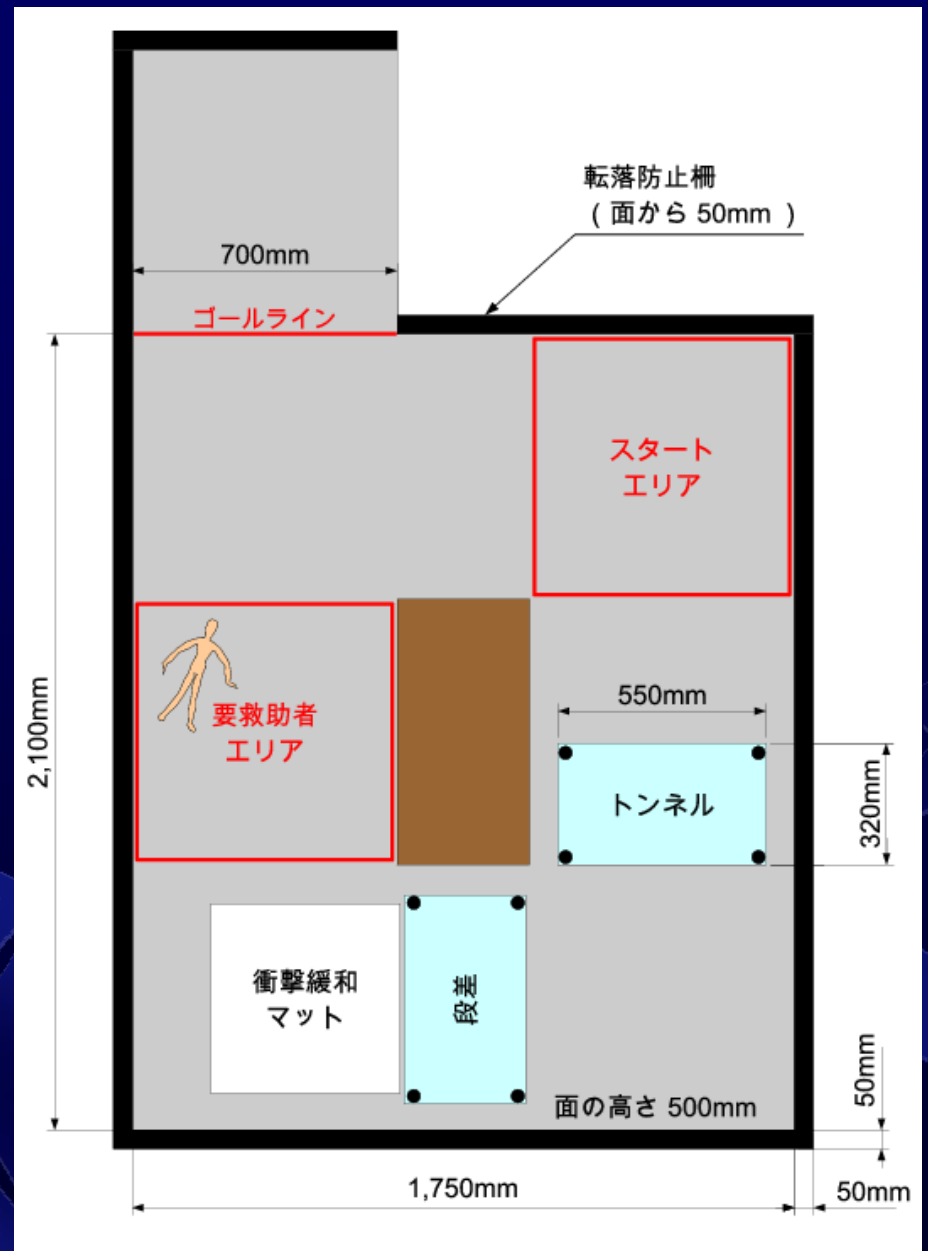 転落防止柵
（面から 50mm ）
700mm
ゴールライン
スタート
エリア
2,100mm
要救助者
エリア
550mm
トンネル
320mm
衝撃緩和
マット
段差
50mm
面の高さ 500mm
1,750mm
50mm